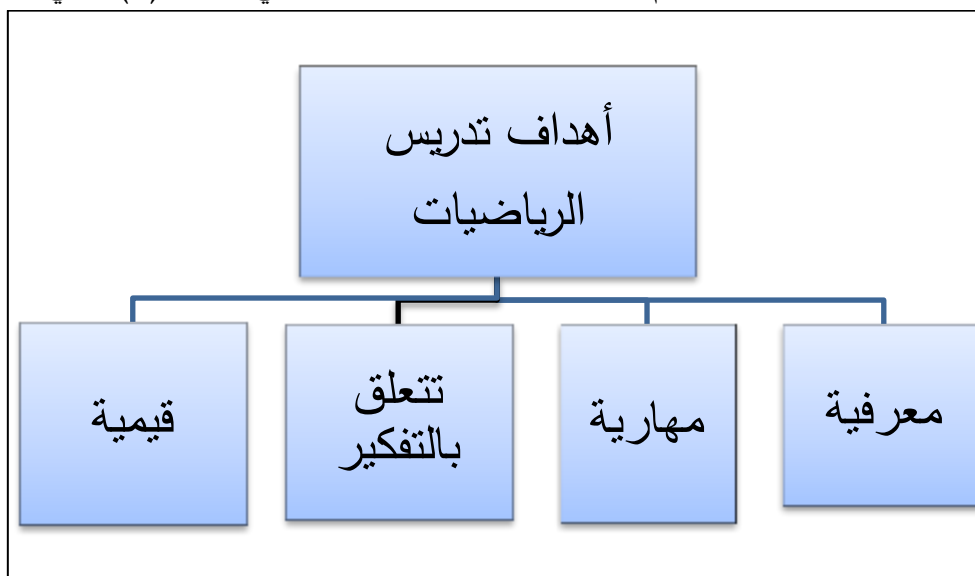 أهداف تدريس
الرياضيات
معرفية
مهارية
تتعلق
بالتفكير
قيمية